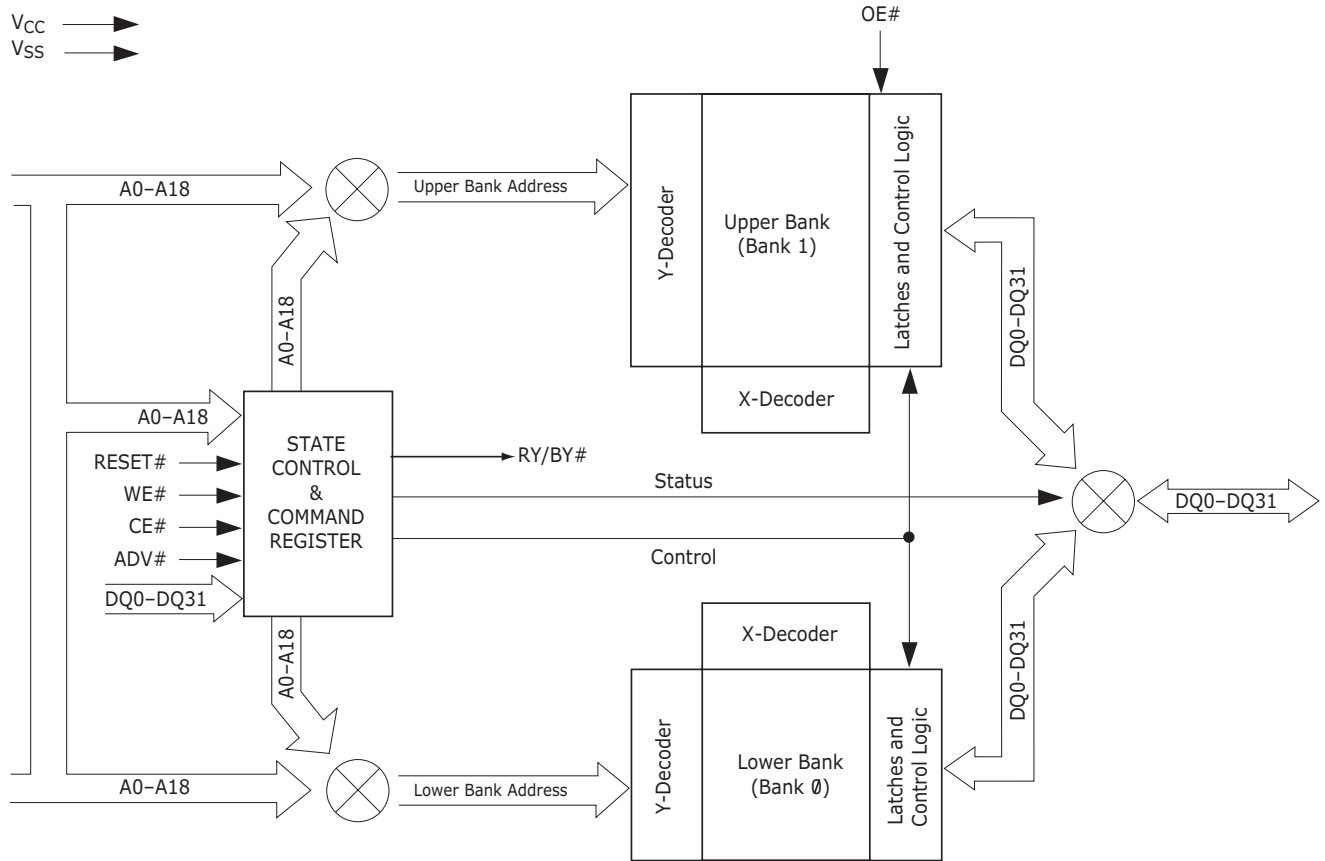 VCC
VSS
OE#
A0–A18
Upper Bank Address
Y-Decoder
Upper Bank
(Bank 1)
Latches and Control Logic
X-Decoder
DQ0–DQ31
A0–A18
A0–A18
RESET#
WE#
CE#
ADV#
DQ0–DQ31
STATE
CONTROL
&
COMMAND
REGISTER
RY/BY#
Status
Control
DQ0–DQ31
A0–A18
X-Decoder
DQ0–DQ31
A0–A18
Lower Bank Address
Y-Decoder
Lower Bank
(Bank 0)
Latches and
Control Logic